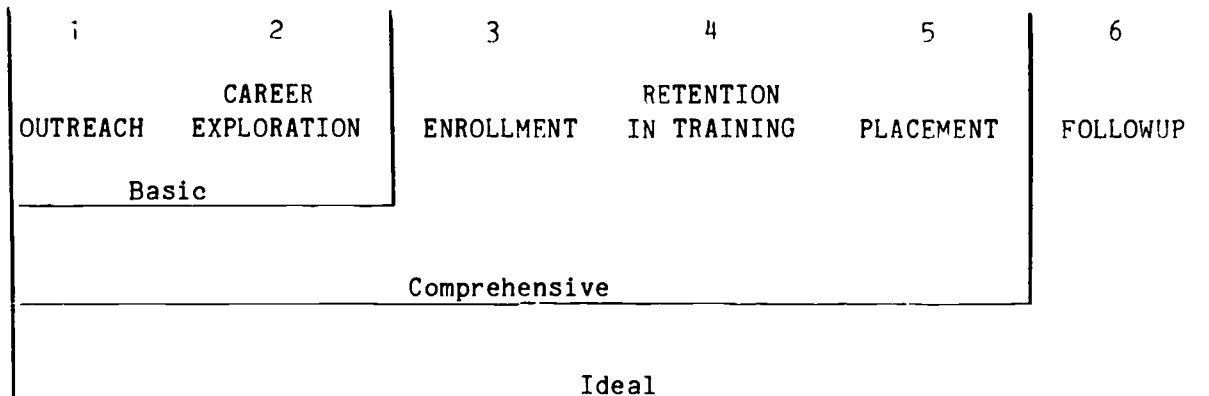 1 2 3 4 5 6
CAREER RETENTION
OUTREACH EXPLORATION ENROLLMENT IN TRAINING PLACEMENT FOLLOWUP
Basic
Comprehensive
Ideal